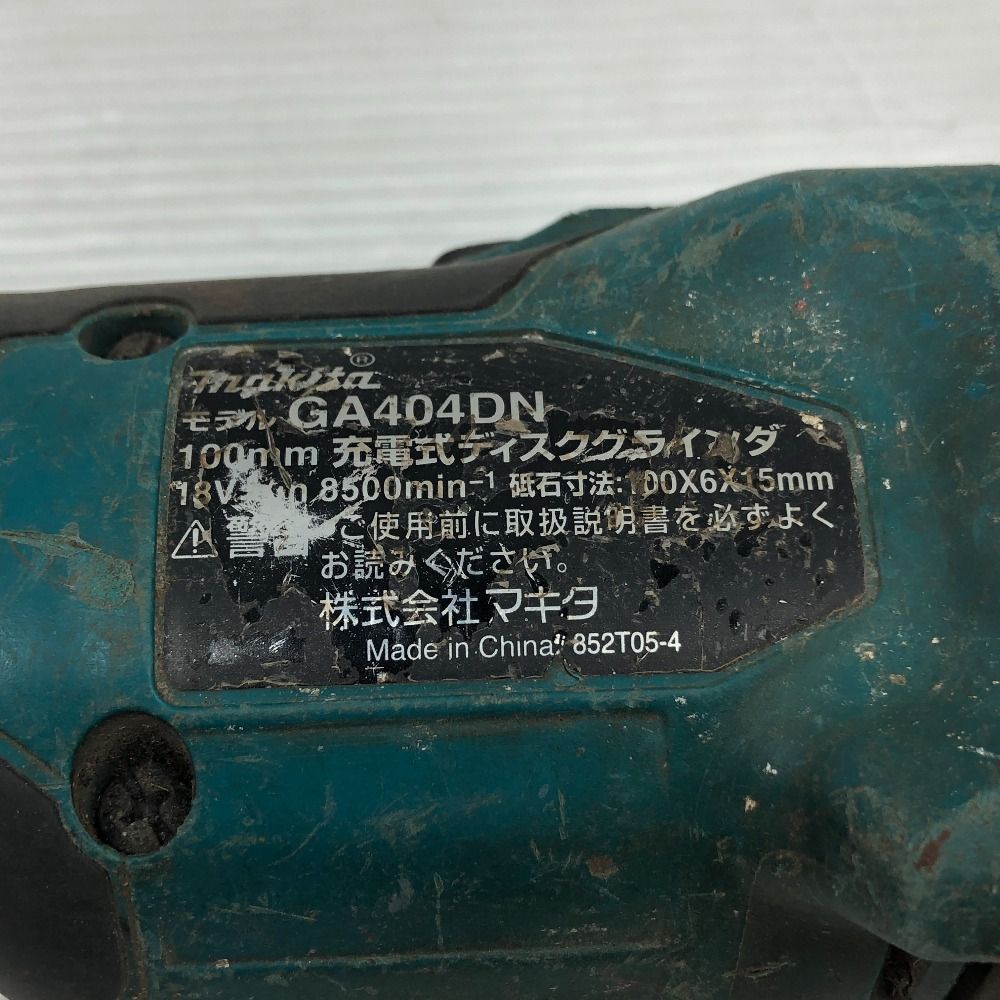 makita®
モデル GA404DN
100mm 充電式ディスクグラインダ
18V 8500min⁻¹ 砥石寸法:100X6X15mm
⚠ 警告 ご使用前に取扱説明書を必ずよく
お読みください。
株式会社 マキタ
Made in China 852T05-4